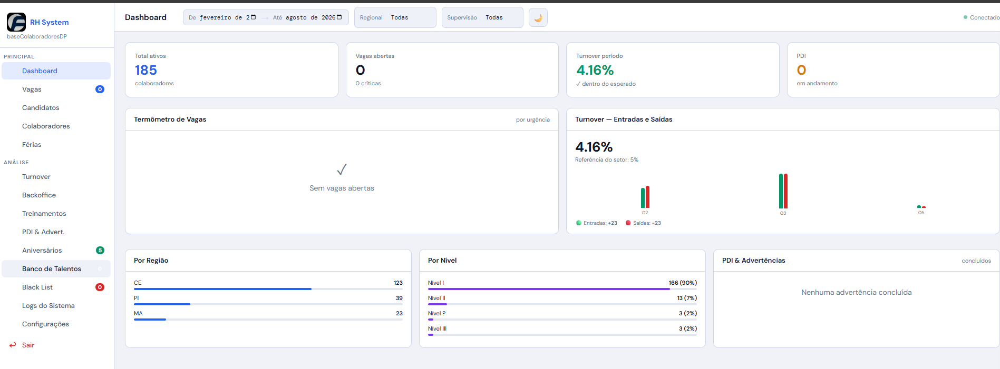 RH System
baseColaboradoresDP
PRINCIPAL
Dashboard
Vagas 0
Candidatos
Colaboradores
Férias
ANÁLISE
Turnover
Backoffice
Treinamentos
PDI & Advert.
Aniversários 5
Banco de Talentos 0
Black List 0
Logs do Sistema
Configurações
Sair
Dashboard
De fevereiro de 2 → Até agosto de 2026
Regional Todas
Supervisão Todas
Conectado
Total ativos
185
colaboradores
Vagas abertas
0
0 críticas
Turnover período
4.16%
✓ dentro do esperado
PDI
0
em andamento
Termômetro de Vagas
por urgência
✓
Sem vagas abertas
Turnover — Entradas e Saídas
4.16%
Referência do setor: 5%
02 03 05
Entradas: +23 Saídas: -23
Por Região
CE 123
PI 39
MA 23
Por Nível
Nível I 166 (90%)
Nível II 13 (7%)
Nível ? 3 (2%)
Nível III 3 (2%)
PDI & Advertências
concluídos
Nenhuma advertência concluída